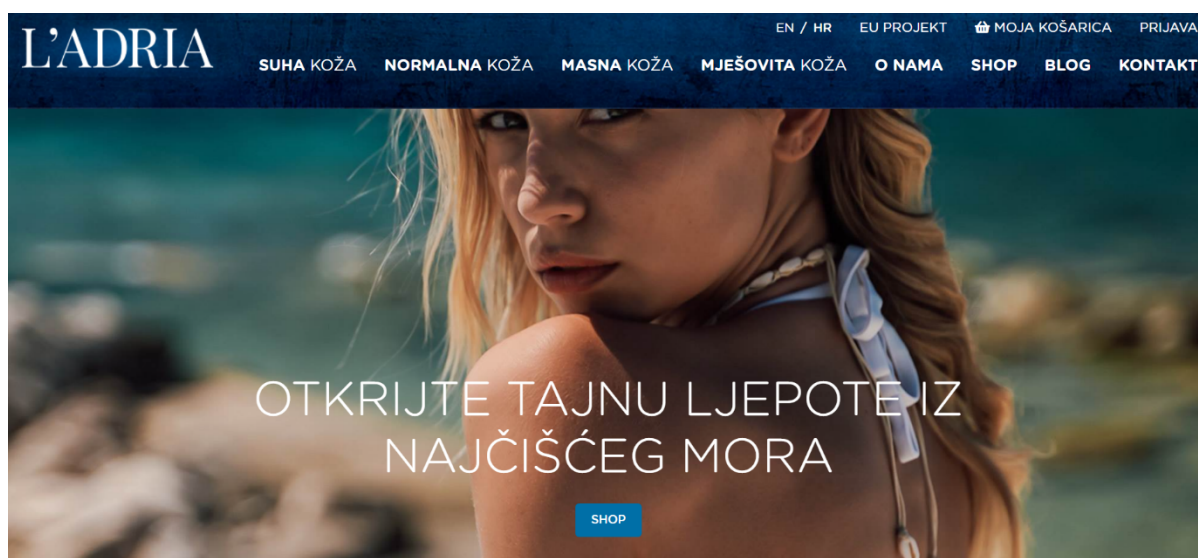 L'ADRIA
EN / HR EU PROJEKT MOJA KOŠARICA PRIJAVA
SUHA KOŽA NORMALNA KOŽA MASNA KOŽA MJEŠOVITA KOŽA O NAMA SHOP BLOG KONTAKT
OTKRIJTE TAJNU LJEPOTE IZ
NAJČIŠĆEG MORA
SHOP